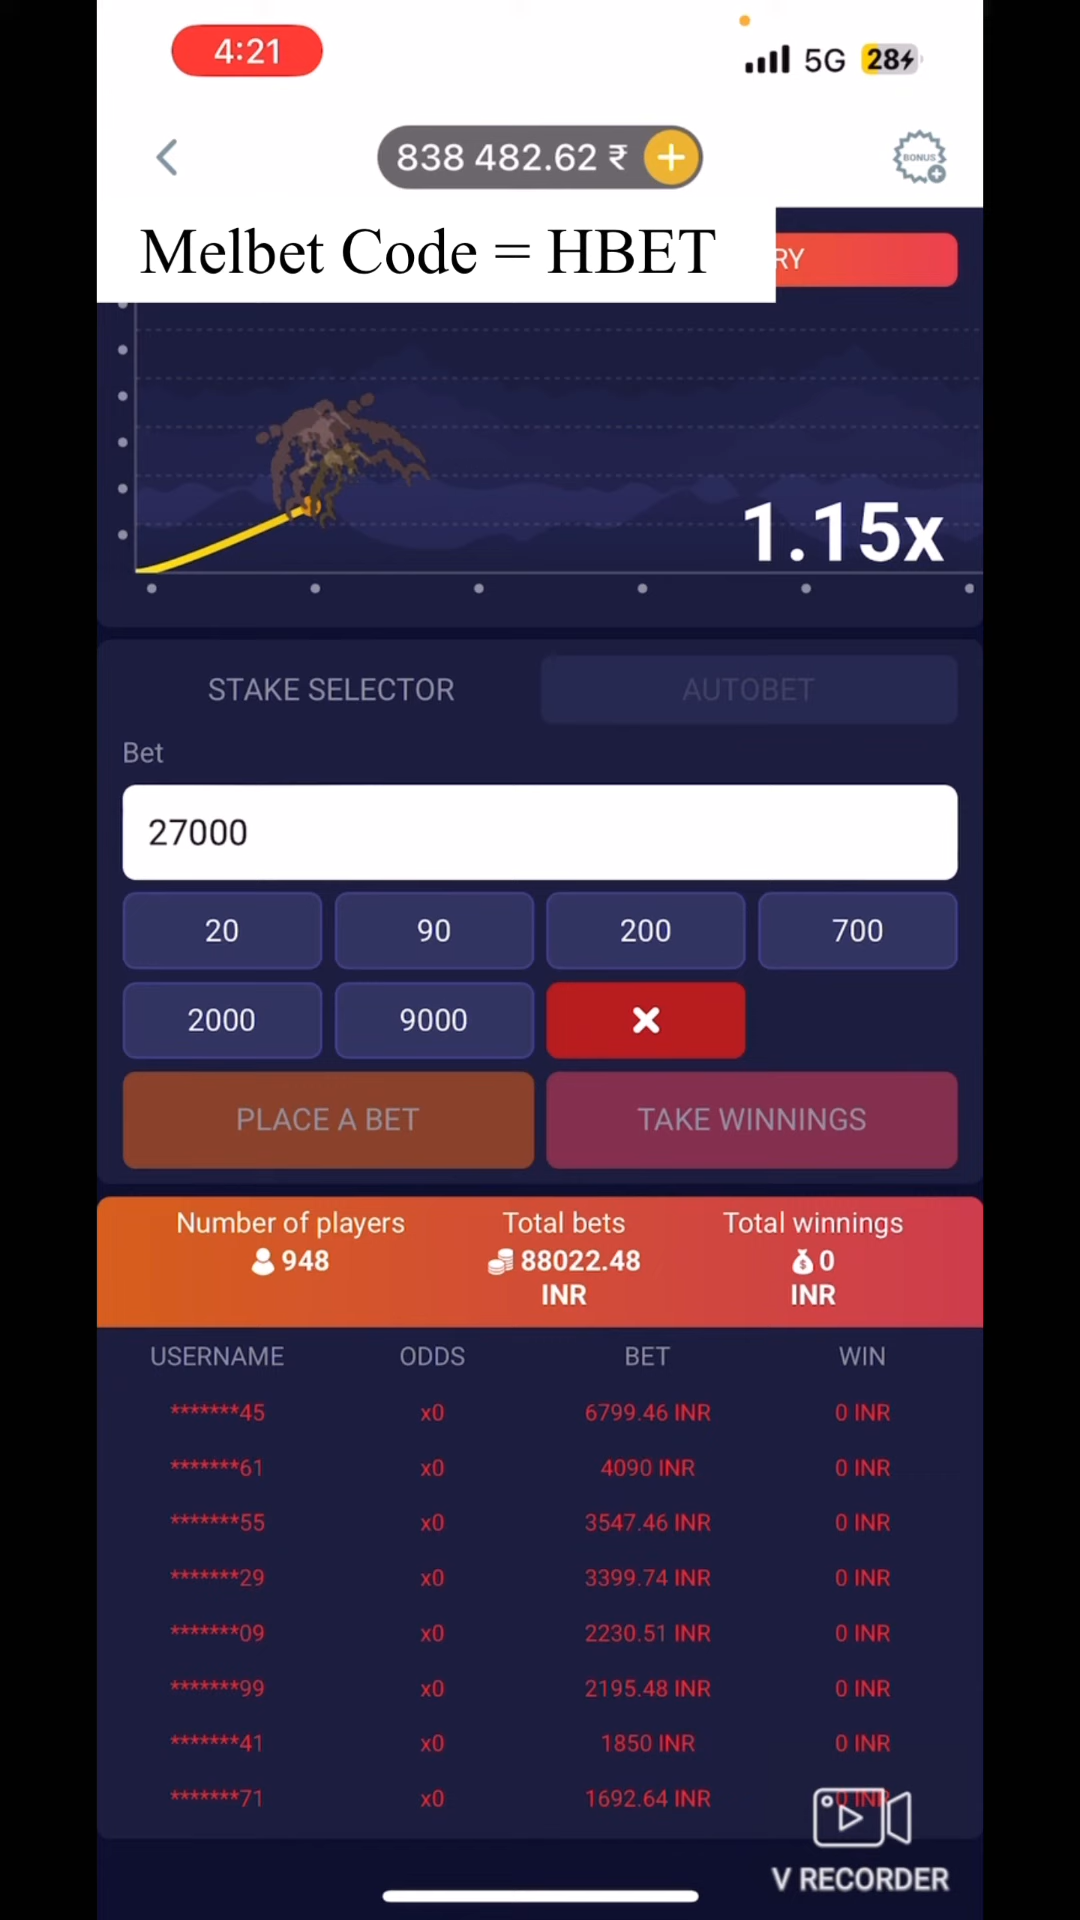 4:21
5G 28
838 482.62 ₹ +
BONUS
Melbet Code = HBET
RY
1.15x
STAKE SELECTOR AUTOBET
Bet
27000
20 90 200 700
2000 9000
PLACE A BET TAKE WINNINGS
Number of players Total bets Total winnings
948 88022.48 0
INR INR
USERNAME ODDS BET WIN
*******45 x0 6799.46 INR 0 INR
*******61 x0 4090 INR 0 INR
*******55 x0 3547.46 INR 0 INR
*******29 x0 3399.74 INR 0 INR
*******09 x0 2230.51 INR 0 INR
*******99 x0 2195.48 INR 0 INR
*******41 x0 1850 INR 0 INR
*******71 x0 1692.64 INR 0 INR
V RECORDER